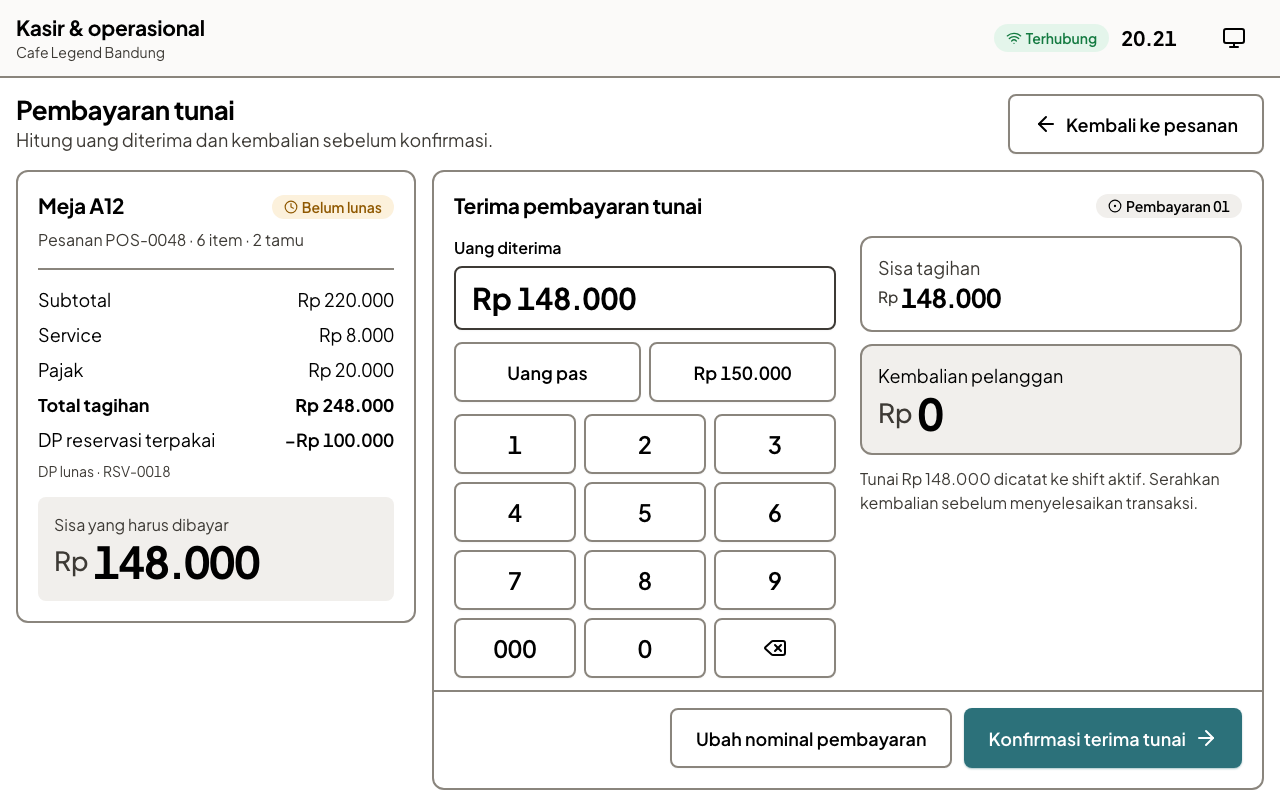 Kasir & operasional
Cafe Legend Bandung
Terhubung
20.21
Pembayaran tunai
Hitung uang diterima dan kembalian sebelum konfirmasi.
Kembali ke pesanan
Meja A12
Belum lunas
Pesanan POS-0048 · 6 item · 2 tamu
Subtotal Rp 220.000
Service Rp 8.000
Pajak Rp 20.000
Total tagihan Rp 248.000
DP reservasi terpakai –Rp 100.000
DP lunas · RSV-0018
Sisa yang harus dibayar
Rp 148.000
Terima pembayaran tunai
Pembayaran 01
Uang diterima
Rp 148.000
Uang pas
Rp 150.000
1 2 3
4 5 6
7 8 9
000 0
Sisa tagihan
Rp 148.000
Kembalian pelanggan
Rp 0
Tunai Rp 148.000 dicatat ke shift aktif. Serahkan
kembalian sebelum menyelesaikan transaksi.
Ubah nominal pembayaran
Konfirmasi terima tunai